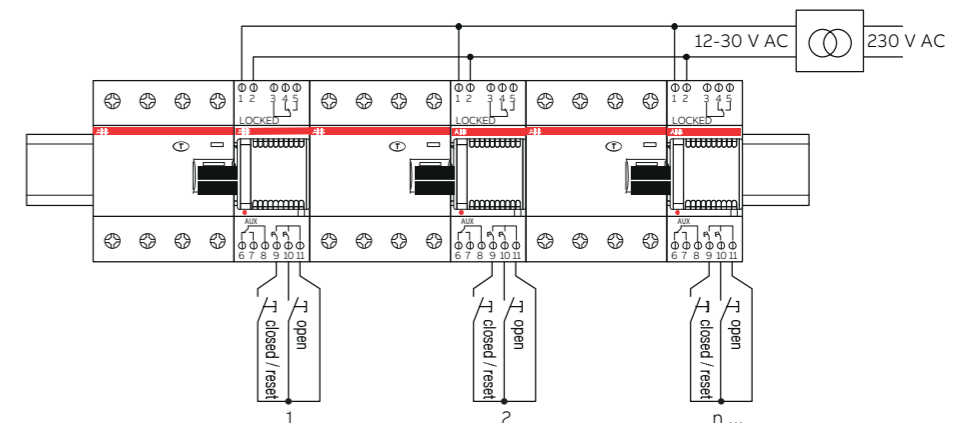 12-30 V AC 230 V AC
1 2 3 4 5 1 2 3 4 5 1 2 3 4 5
LOCKED LOCKED LOCKED
ABB ABB ABB ABB ABB ABB
T T T
AUX AUX AUX
6 7 8 9 10 11 6 7 8 9 10 11 6 7 8 9 10 11
closed / reset open closed / reset open closed / reset open
1 2 n ...